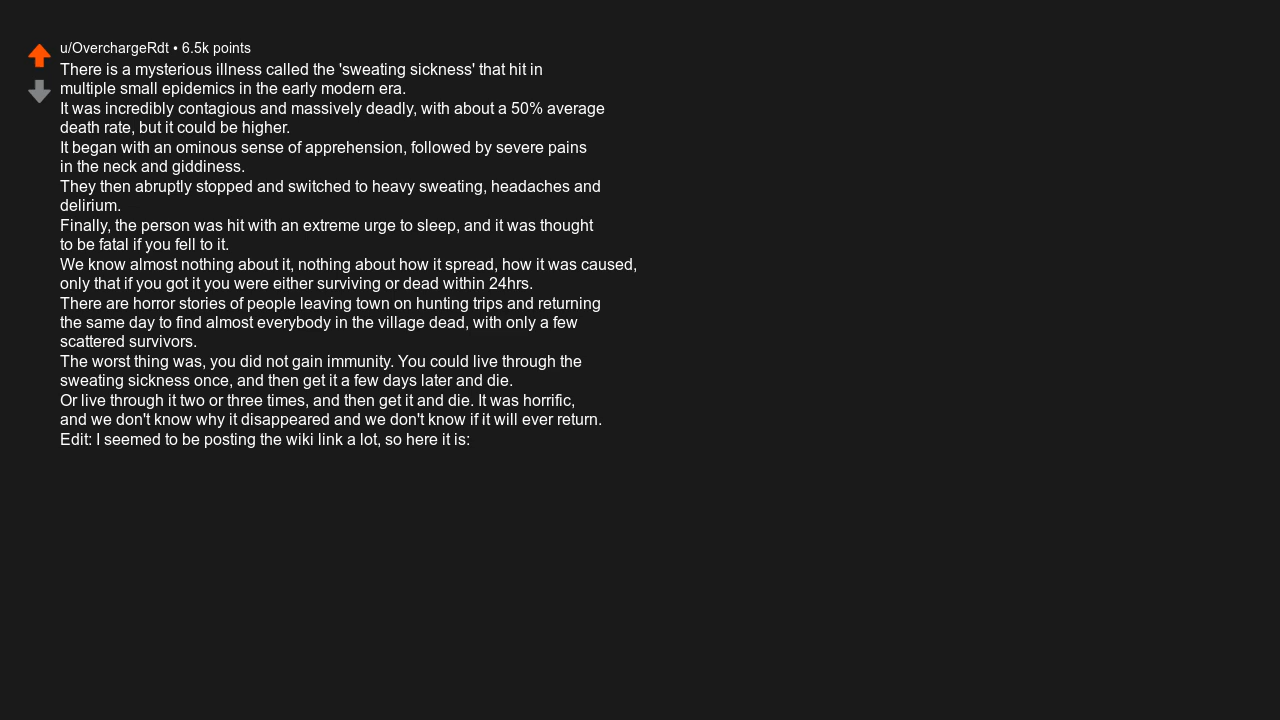 u/OverchargeRdt • 6.5k points
There is a mysterious illness called the 'sweating sickness' that hit in
multiple small epidemics in the early modern era.
It was incredibly contagious and massively deadly, with about a 50% average
death rate, but it could be higher.
It began with an ominous sense of apprehension, followed by severe pains
in the neck and giddiness.
They then abruptly stopped and switched to heavy sweating, headaches and
delirium.
Finally, the person was hit with an extreme urge to sleep, and it was thought
to be fatal if you fell to it.
We know almost nothing about it, nothing about how it spread, how it was caused,
only that if you got it you were either surviving or dead within 24hrs.
There are horror stories of people leaving town on hunting trips and returning
the same day to find almost everybody in the village dead, with only a few
scattered survivors.
The worst thing was, you did not gain immunity. You could live through the
sweating sickness once, and then get it a few days later and die.
Or live through it two or three times, and then get it and die. It was horrific,
and we don't know why it disappeared and we don't know if it will ever return.
Edit: I seemed to be posting the wiki link a lot, so here it is: